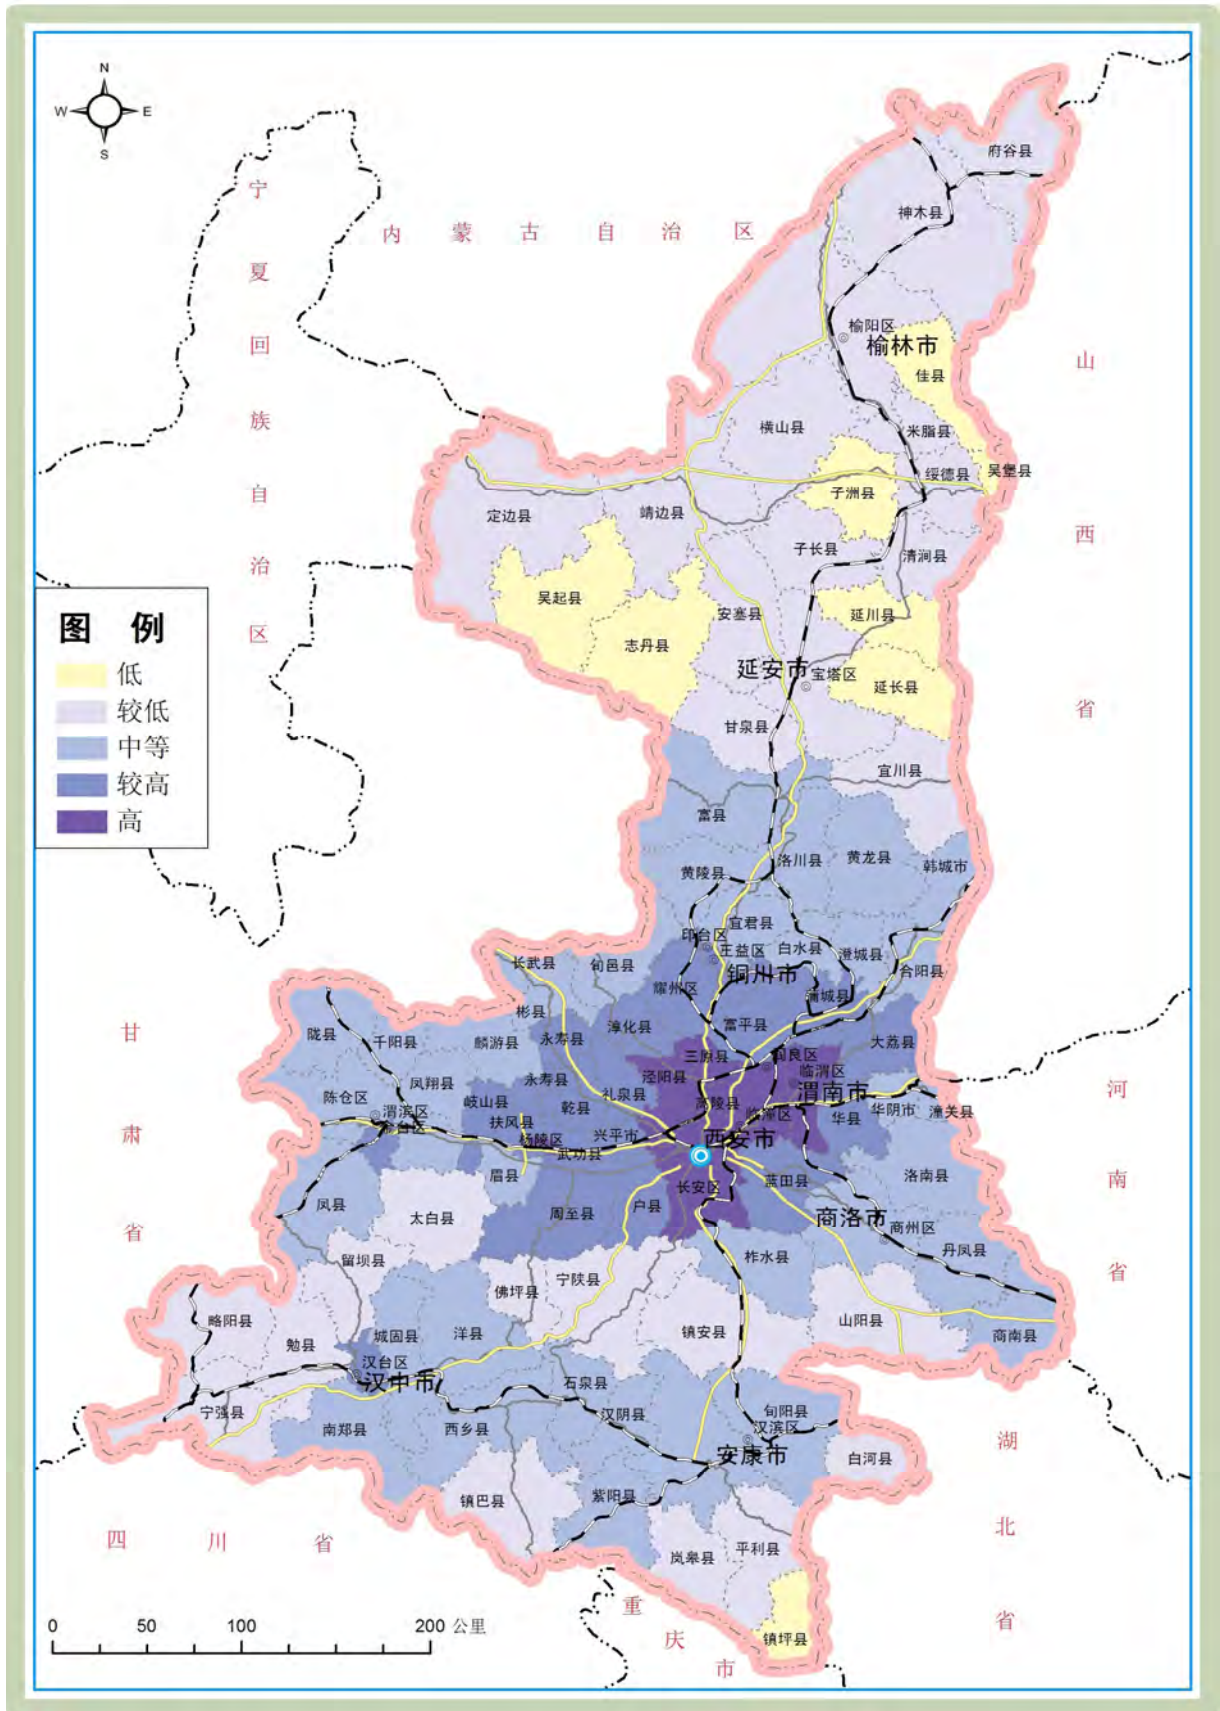 N
W E
S
宁夏回族自治区
内蒙古自治区
山西省
府谷县
神木县
榆阳区
榆林市
佳县
横山县
米脂县
绥德县
吴堡县
子洲县
定边县
靖边县
子长县
清涧县
吴起县
安塞县
延川县
志丹县
延安市
宝塔区
延长县
甘泉县
宜川县
图例
低
较低
中等
较高
高
富县
洛川县
黄龙县
韩城市
黄陵县
宜君县
印台区
王益区
白水县
澄城县
合阳县
铜川市
长武县
旬邑县
耀州区
蒲城县
彬县
淳化县
富平县
大荔县
甘肃省
陇县
千阳县
麟游县
永寿县
三原县
阎良区
临渭区
渭南市
河南省
泾阳县
永寿县
凤翔县
陈仓区
岐山县
乾县
礼泉县
高陵县
临潼区
华县
华阴市
潼关县
渭滨区
金台区
扶风县
杨陵区
武功县
兴平市
西安市
眉县
长安区
蓝田县
洛南县
凤县
太白县
周至县
户县
商洛市
商州区
丹凤县
留坝县
柞水县
佛坪县
宁陕县
略阳县
勉县
城固县
洋县
镇安县
山阳县
商南县
汉台区
汉中市
石泉县
宁强县
南郑县
西乡县
汉阴县
旬阳县
汉滨区
安康市
白河县
湖北省
镇巴县
紫阳县
岚皋县
平利县
四川省
重庆市
镇坪县
0 50 100 200 公里